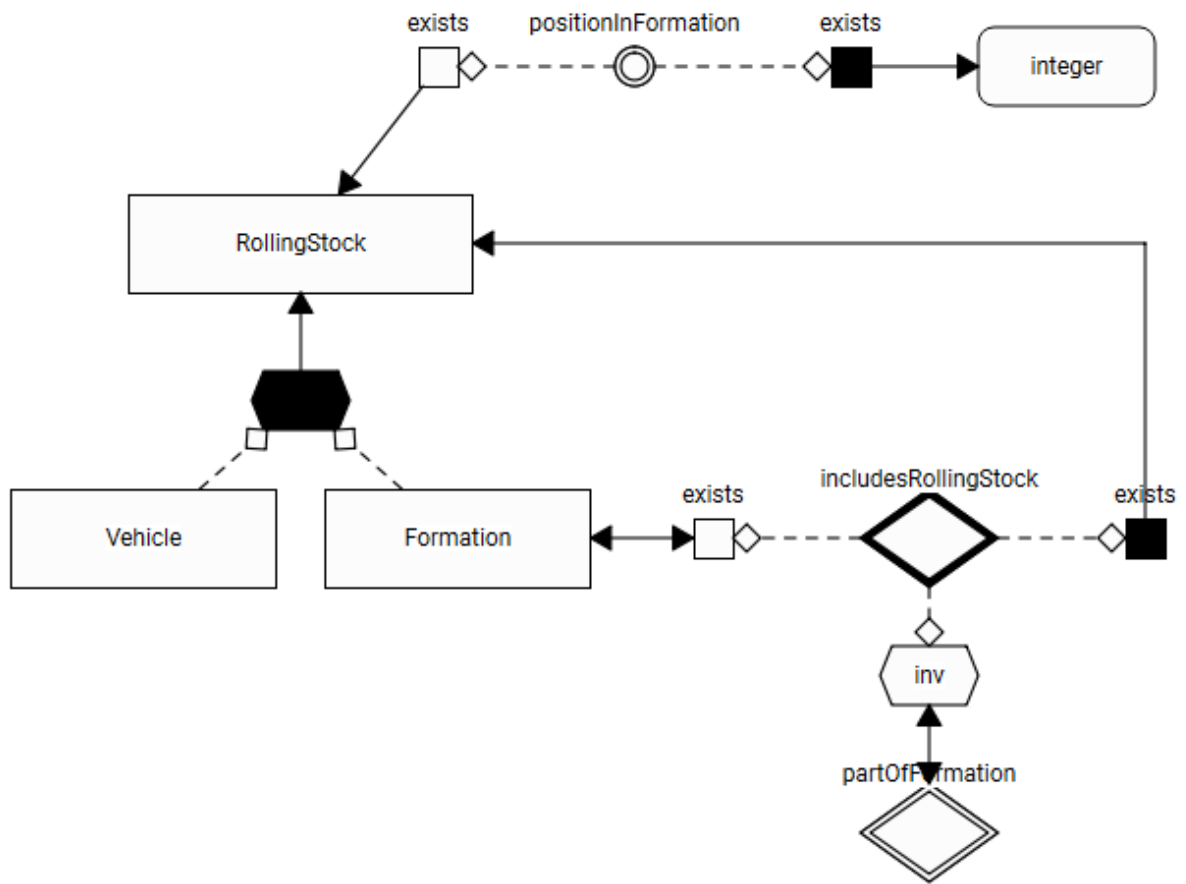 exists
positionInFormation
exists
integer
RollingStock
includesRollingStock
exists
exists
Vehicle
Formation
inv
partOfFormation